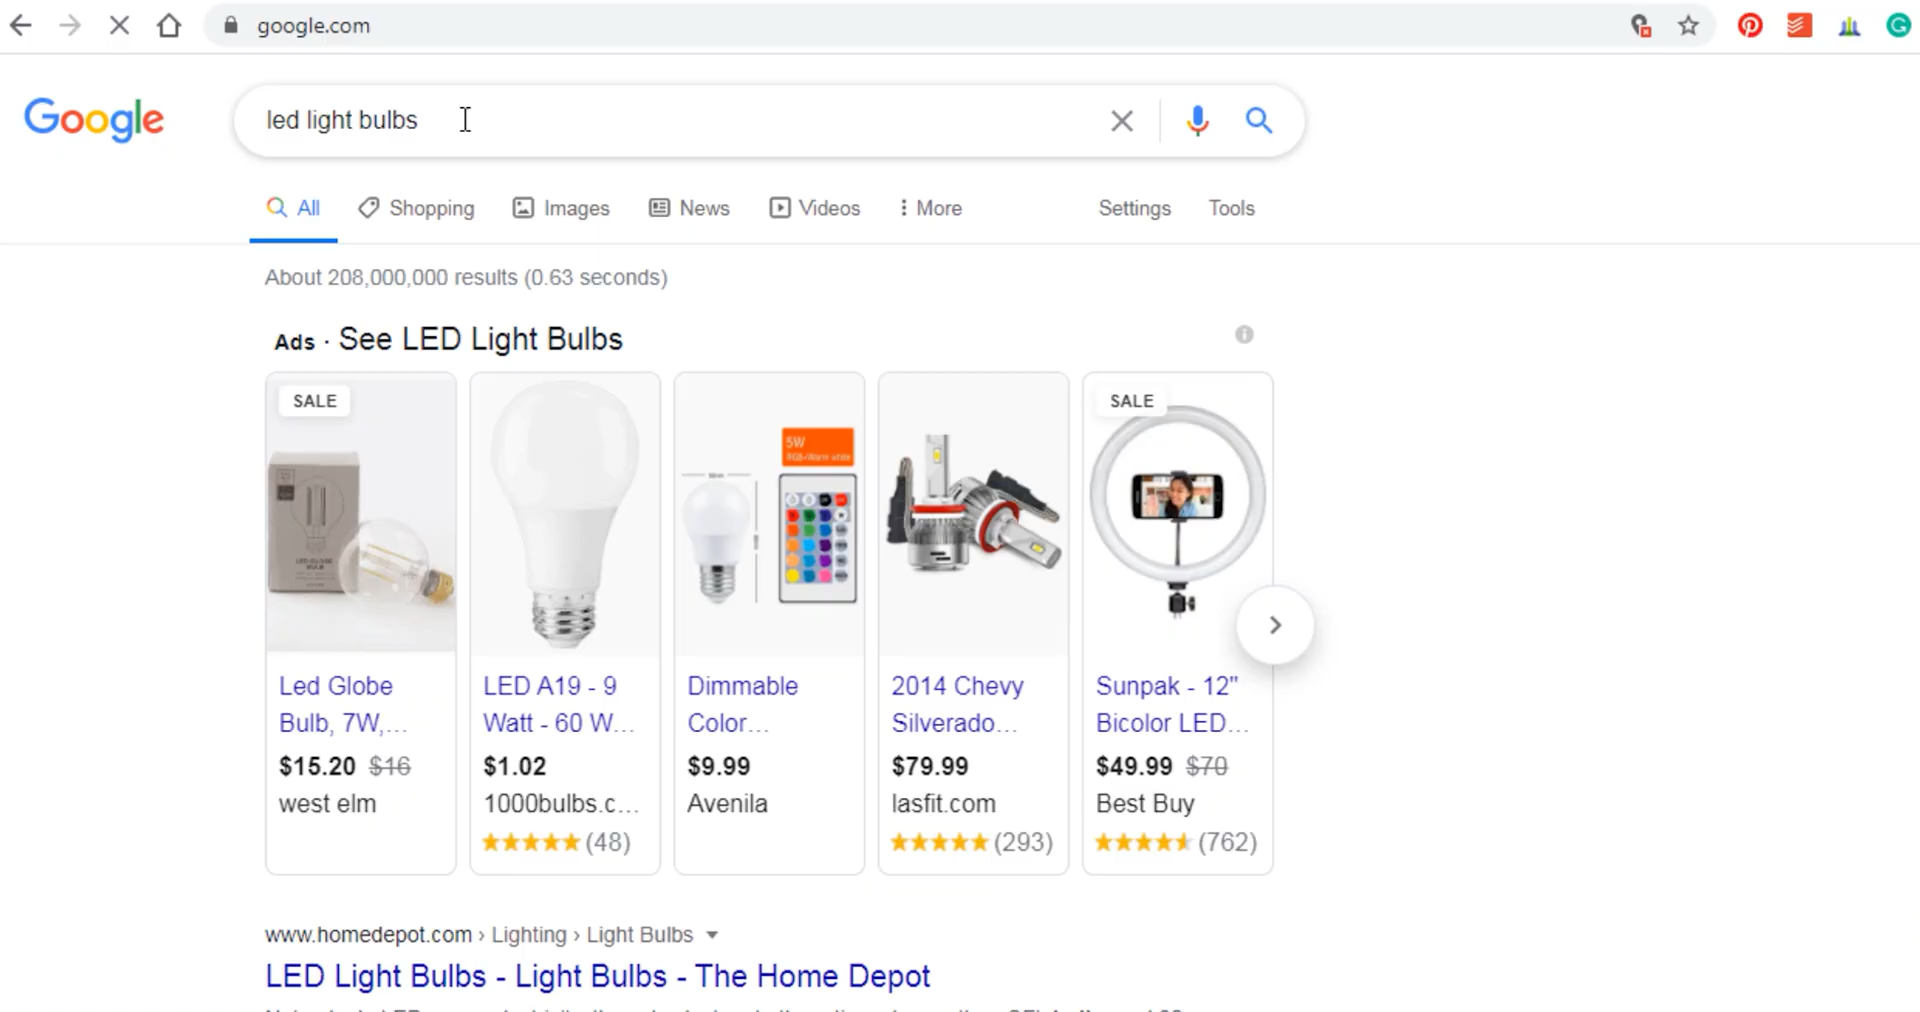 google.com
Google
led light bulbs
All Shopping Images News Videos More Settings Tools
About 208,000,000 results (0.63 seconds)
Ads · See LED Light Bulbs
SALE
5W
RGB+Warm white
SALE
Led Globe
Bulb, 7W,...
$15.20 $16
west elm
LED A19 - 9
Watt - 60 W...
$1.02
1000bulbs.c...
(48)
Dimmable
Color...
$9.99
Avenila
2014 Chevy
Silverado...
$79.99
lasfit.com
(293)
Sunpak - 12"
Bicolor LED...
$49.99 $70
Best Buy
(762)
www.homedepot.com › Lighting › Light Bulbs
LED Light Bulbs - Light Bulbs - The Home Depot